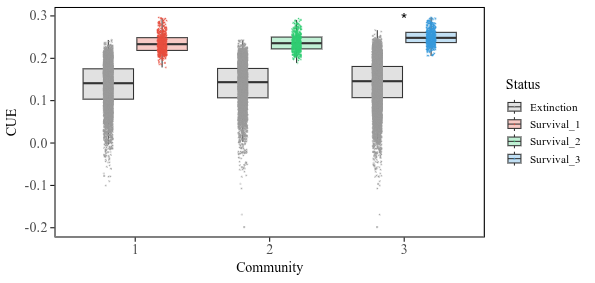 0.3
0.2
0.1
0.0
-0.1
-0.2
CUE
*
1
2
3
Community
Status
Extinction
Survival_1
Survival_2
Survival_3